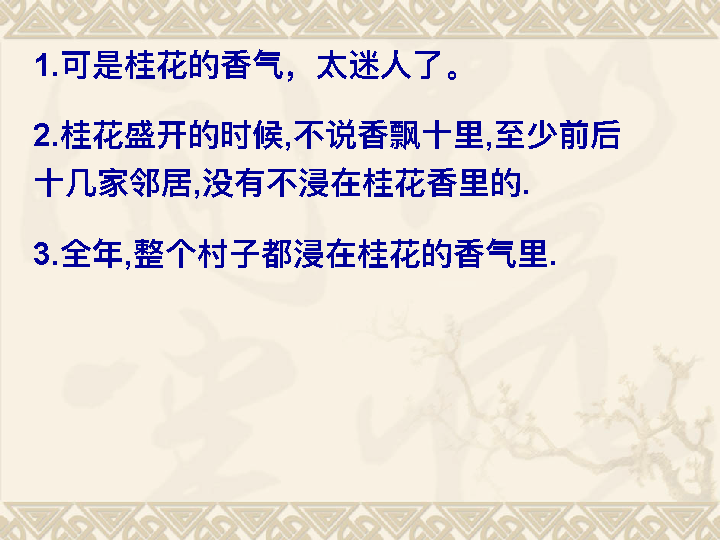 1.可是桂花的香气，太迷人了。
2.桂花盛开的时候,不说香飘十里,至少前后
十几家邻居,没有不浸在桂花香里的.
3.全年,整个村子都浸在桂花的香气里.